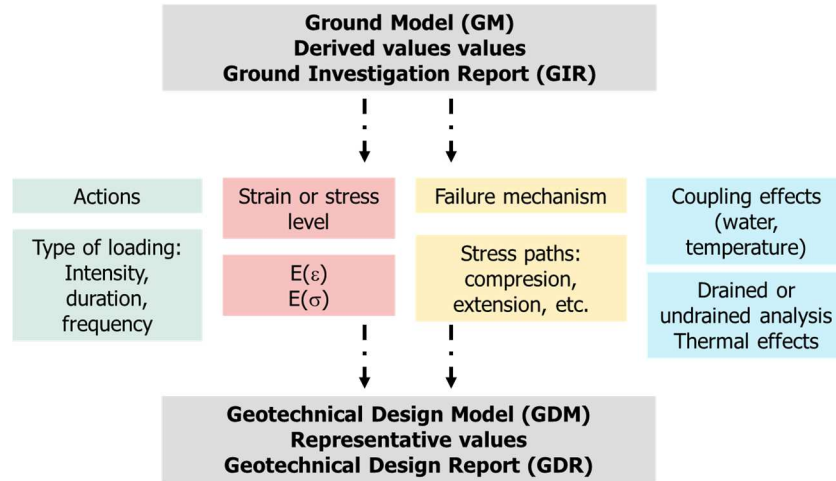 Ground Model (GM)
Derived values values
Ground Investigation Report (GIR)
Actions
Type of loading:
Intensity,
duration,
frequency
Strain or stress
level
E(ε)
E(σ)
Failure mechanism
Stress paths:
compresion,
extension, etc.
Coupling effects
(water,
temperature)
Drained or
undrained analysis
Thermal effects
Geotechnical Design Model (GDM)
Representative values
Geotechnical Design Report (GDR)